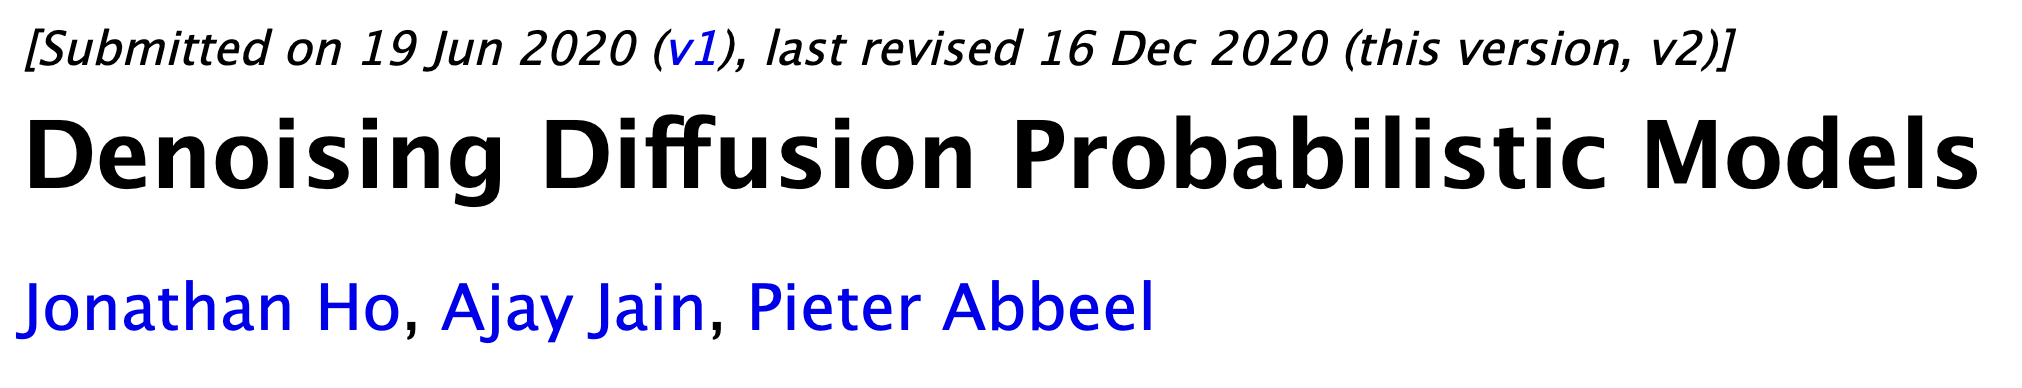 [Submitted on 19 Jun 2020 (v1), last revised 16 Dec 2020 (this version, v2)]
Denoising Diffusion Probabilistic Models
Jonathan Ho, Ajay Jain, Pieter Abbeel